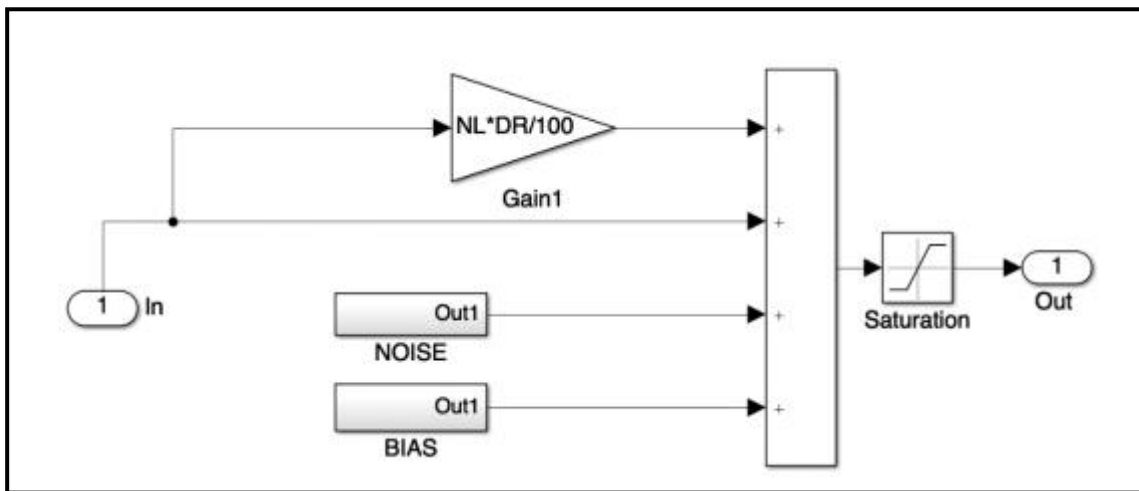 NL*DR/100
+
Gain1
+
1
In
Out1
+
NOISE
Out1
+
BIAS
Saturation
1
Out